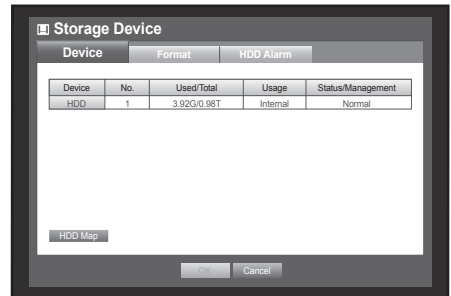 Storage Device
Device Format HDD Alarm
Device No. Used/Total Usage Status/Management
HDD 1 3.92G/0.98T Internal Normal
HDD Map
OK Cancel